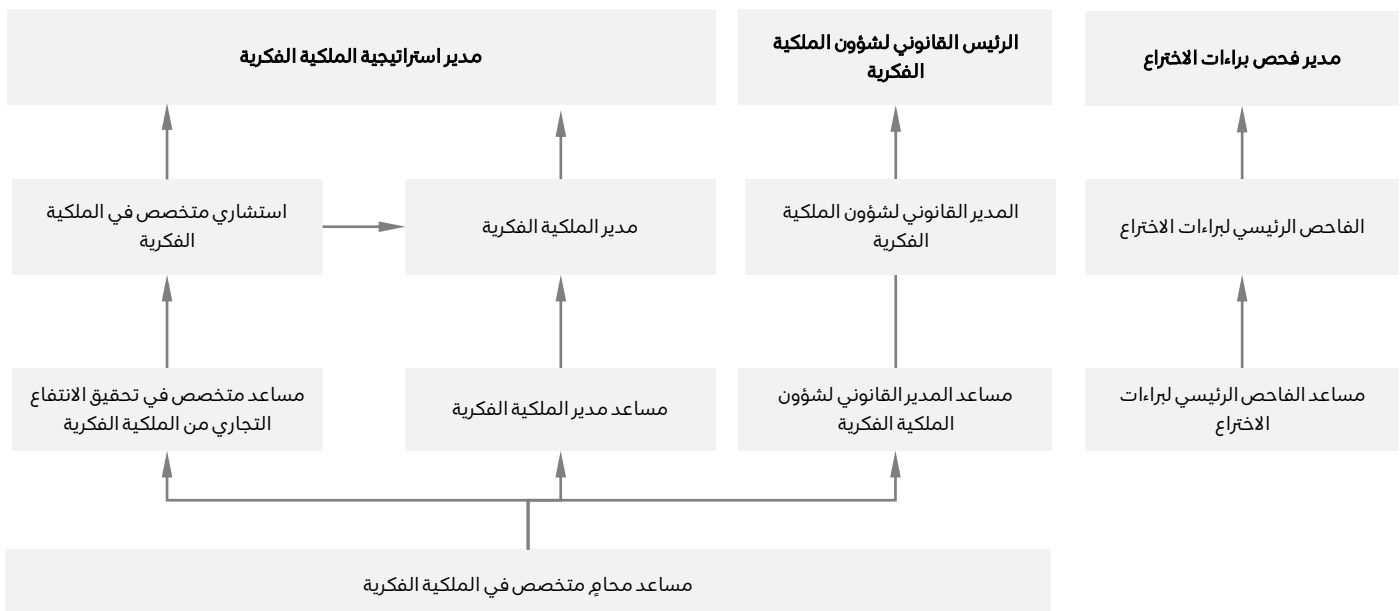 مدير فحص براءات الاختراع
الرئيس القانوني لشؤون الملكية
الفكرية
مدير استراتيجية الملكية الفكرية
الفاحص الرئيسي لبراءات الاختراع
المدير القانوني لشؤون الملكية
الفكرية
مدير الملكية الفكرية
استشاري متخصص في الملكية
الفكرية
مساعد الفاحص الرئيسي لبراءات
الاختراع
مساعد المدير القانوني لشؤون
الملكية الفكرية
مساعد مدير الملكية الفكرية
مساعد متخصص في تحقيق الانتفاع
التجاري من الملكية الفكرية
مساعد محامٍ متخصص في الملكية الفكرية